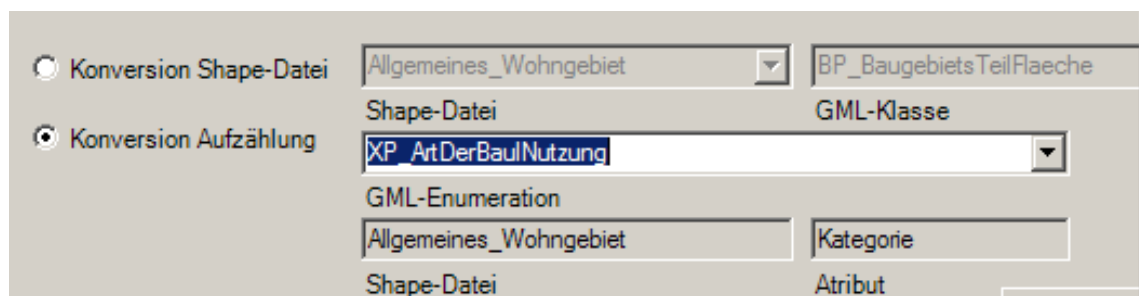 Konversion Shape-Datei Allgemeines_Wohngebiet BP_BaugebietsTeilFlaeche
Shape-Datei GML-Klasse
Konversion Aufzählung XP_ArtDerBaulNutzung
GML-Enumeration
Allgemeines_Wohngebiet Kategorie
Shape-Datei Atribut